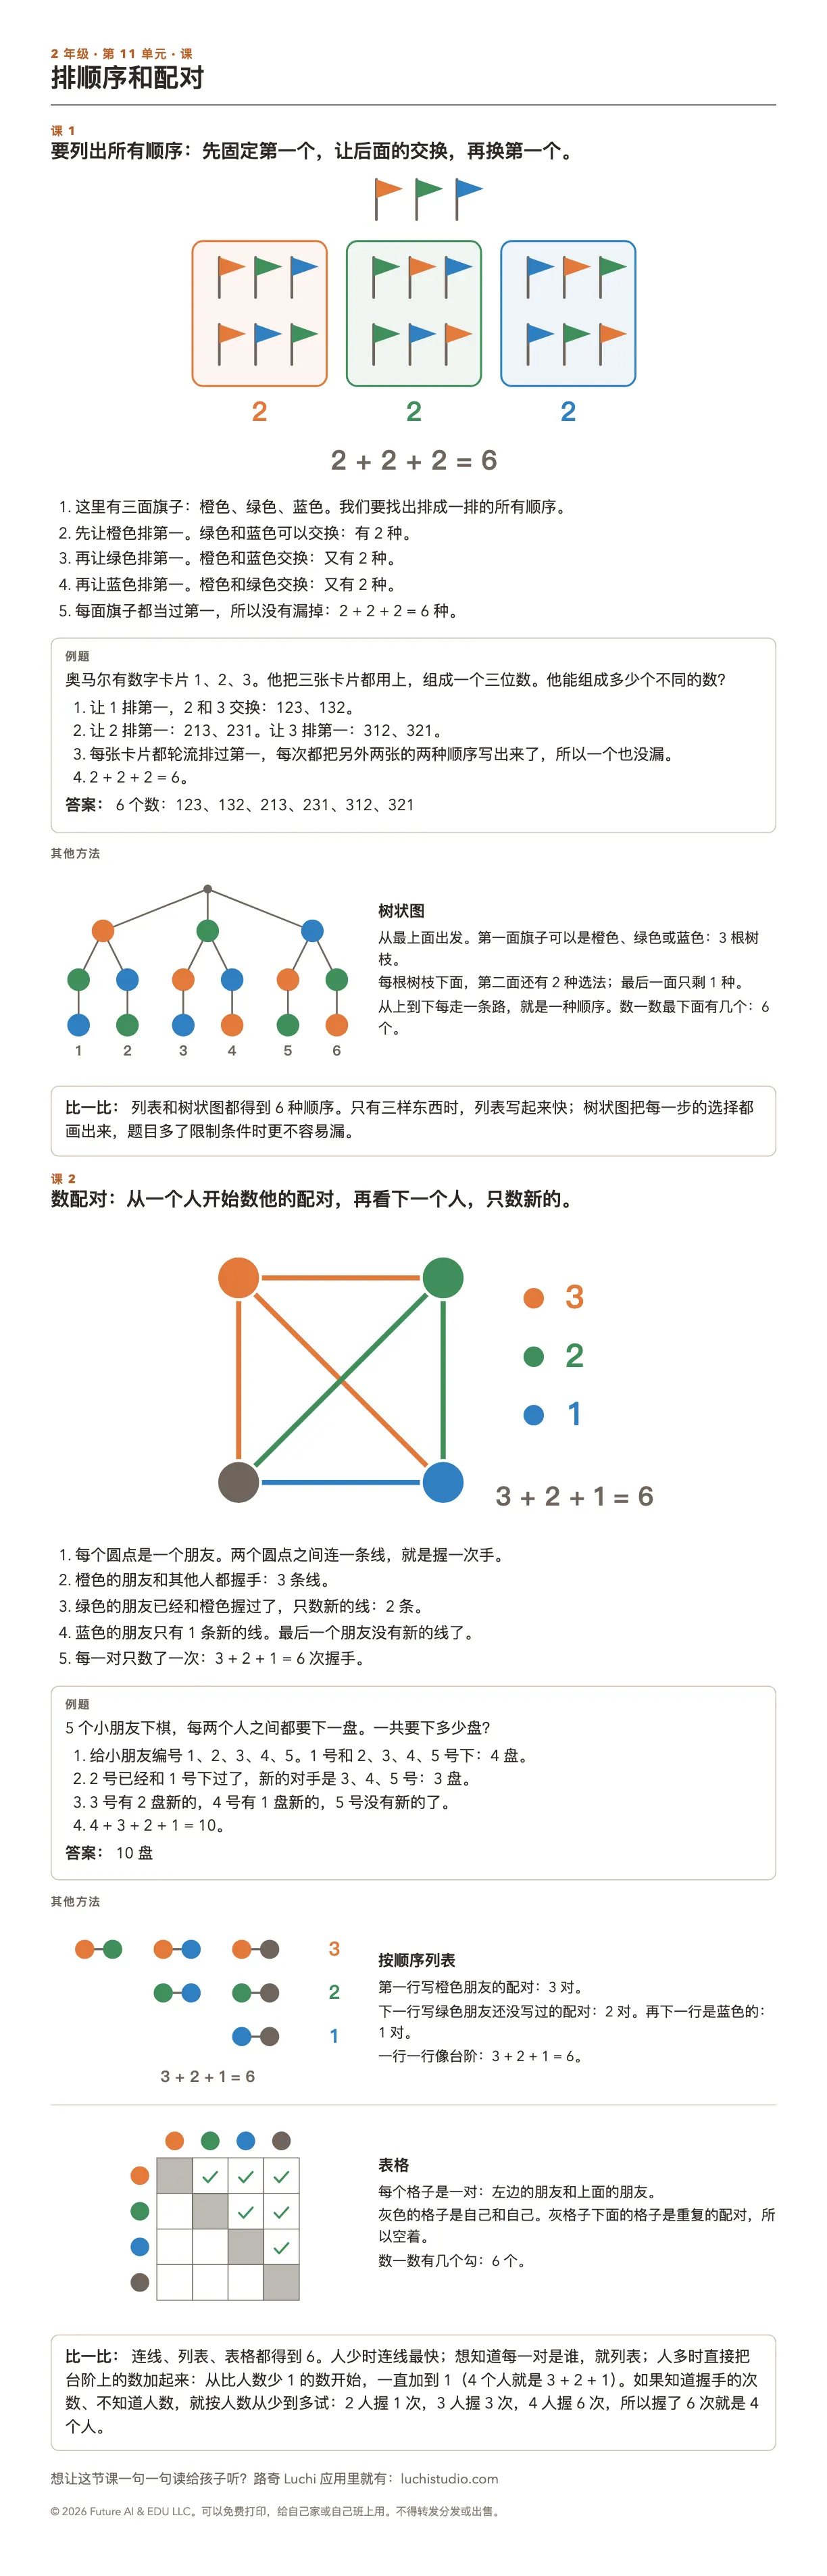 2 年级 · 第 11 单元 · 课
排顺序和配对
课 1
要列出所有顺序：先固定第一个，让后面的交换，再换第一个。
2 2 2
2 + 2 + 2 = 6
1. 这里有三面旗子：橙色、绿色、蓝色。我们要找出排成一排的所有顺序。
2. 先让橙色排第一。绿色和蓝色可以交换：有 2 种。
3. 再让绿色排第一。橙色和蓝色交换：又有 2 种。
4. 再让蓝色排第一。橙色和绿色交换：又有 2 种。
5. 每面旗子都当过第一，所以没有漏掉：2 + 2 + 2 = 6 种。
例题
奥马尔有数字卡片 1、2、3。他把三张卡片都用上，组成一个三位数。他能组成多少个不同的数？
1. 让 1 排第一，2 和 3 交换：123、132。
2. 让 2 排第一：213、231。让 3 排第一：312、321。
3. 每张卡片都轮流排过第一，每次都把另外两张的两种顺序写出来了，所以一个也没漏。
4. 2 + 2 + 2 = 6。
答案： 6 个数：123、132、213、231、312、321
其他方法
1 2 3 4 5 6
树状图
从最上面出发。第一面旗子可以是橙色、绿色或蓝色：3 根树
枝。
每根树枝下面，第二面还有 2 种选法；最后一面只剩 1 种。
从上到下每走一条路，就是一种顺序。数一数最下面有几个：6
个。
比一比： 列表和树状图都得到 6 种顺序。只有三样东西时，列表写起来快；树状图把每一步的选择都
画出来，题目多了限制条件时更不容易漏。
课 2
数配对：从一个人开始数他的配对，再看下一个人，只数新的。
3
2
1
3 + 2 + 1 = 6
1. 每个圆点是一个朋友。两个圆点之间连一条线，就是握一次手。
2. 橙色的朋友和其他人都握手：3 条线。
3. 绿色的朋友已经和橙色握过了，只数新的线：2 条。
4. 蓝色的朋友只有 1 条新的线。最后一个朋友没有新的线了。
5. 每一对只数了一次：3 + 2 + 1 = 6 次握手。
例题
5 个小朋友下棋，每两个人之间都要下一盘。一共要下多少盘？
1. 给小朋友编号 1、2、3、4、5。1 号和 2、3、4、5 号下：4 盘。
2. 2 号已经和 1 号下过了，新的对手是 3、4、5 号：3 盘。
3. 3 号有 2 盘新的，4 号有 1 盘新的，5 号没有新的了。
4. 4 + 3 + 2 + 1 = 10。
答案： 10 盘
其他方法
3
2
1
3 + 2 + 1 = 6
按顺序列表
第一行写橙色朋友的配对：3 对。
下一行写绿色朋友还没写过的配对：2 对。再下一行是蓝色的：
1 对。
一行一行像台阶：3 + 2 + 1 = 6。
表格
每个格子是一对：左边的朋友和上面的朋友。
灰色的格子是自己和自己。灰格子下面的格子是重复的配对，所
以空着。
数一数有几个勾：6 个。
比一比： 连线、列表、表格都得到 6。人少时连线最快；想知道每一对是谁，就列表；人多时直接把
台阶上的数加起来：从比人数少 1 的数开始，一直加到 1（4 个人就是 3 + 2 + 1）。如果知道握手的次
数、不知道人数，就按人数从少到多试：2 人握 1 次，3 人握 3 次，4 人握 6 次，所以握了 6 次就是 4
个人。
想让这节课一句一句读给孩子听？路奇 Luchi 应用里就有：luchistudio.com
© 2026 Future AI & EDU LLC。可以免费打印，给自己家或自己班上用。不得转发分发或出售。